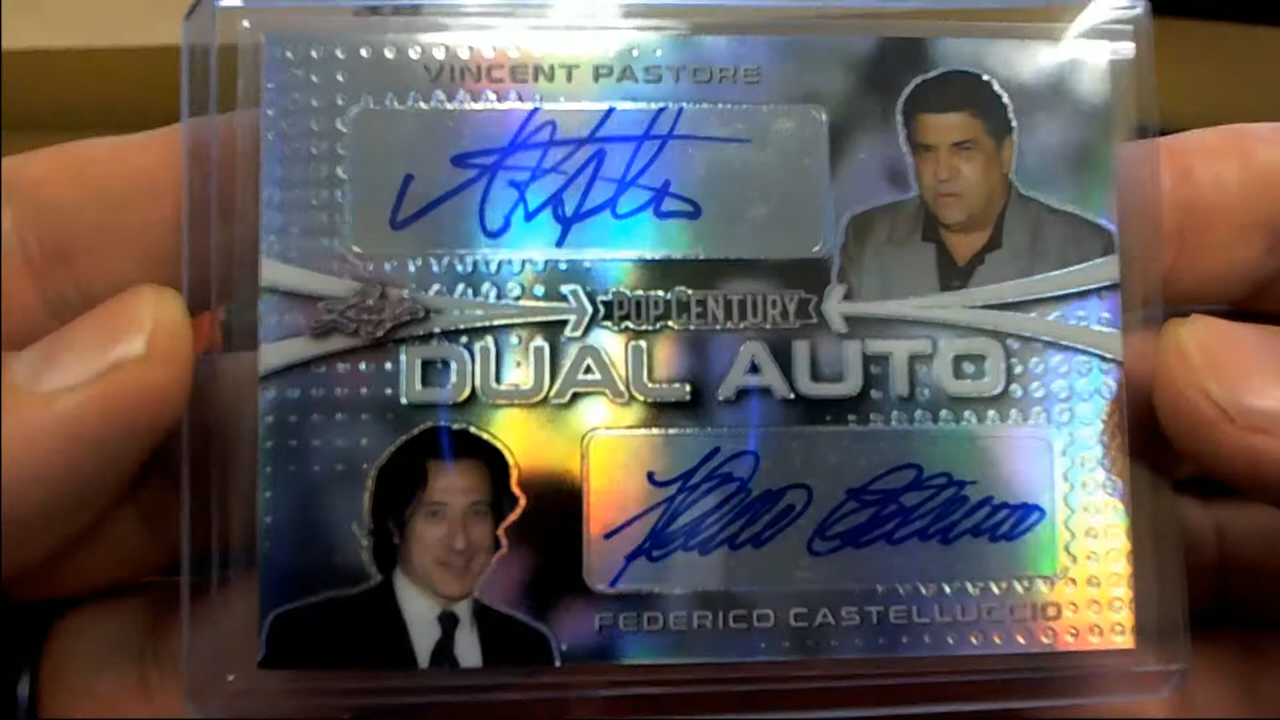 VINCENT PASTORE
POP CENTURY
DUAL AUTO
FEDERICO CASTELLUCCIO